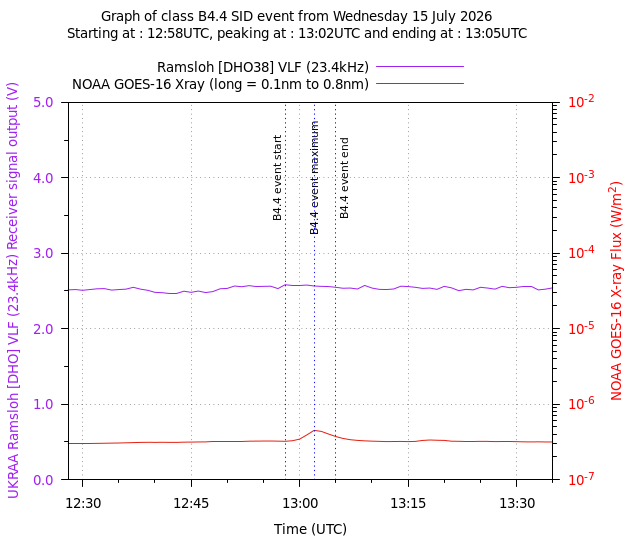 Graph of class B4.4 SID event from Wednesday 15 July 2026
Starting at : 12:58UTC, peaking at : 13:02UTC and ending at : 13:05UTC
Ramsloh [DHO38] VLF (23.4kHz)
NOAA GOES-16 Xray (long = 0.1nm to 0.8nm)
UKRAA Ramsloh [DHO] VLF (23.4kHz) Receiver signal output (V)
5.0
4.0
3.0
2.0
1.0
0.0
B4.4 event start
B4.4 event maximum
B4.4 event end
10-2
10-3
10-4
10-5
10-6
10-7
NOAA GOES-16 X-ray Flux (W/m2)
12:30
12:45
13:00
13:15
13:30
Time (UTC)